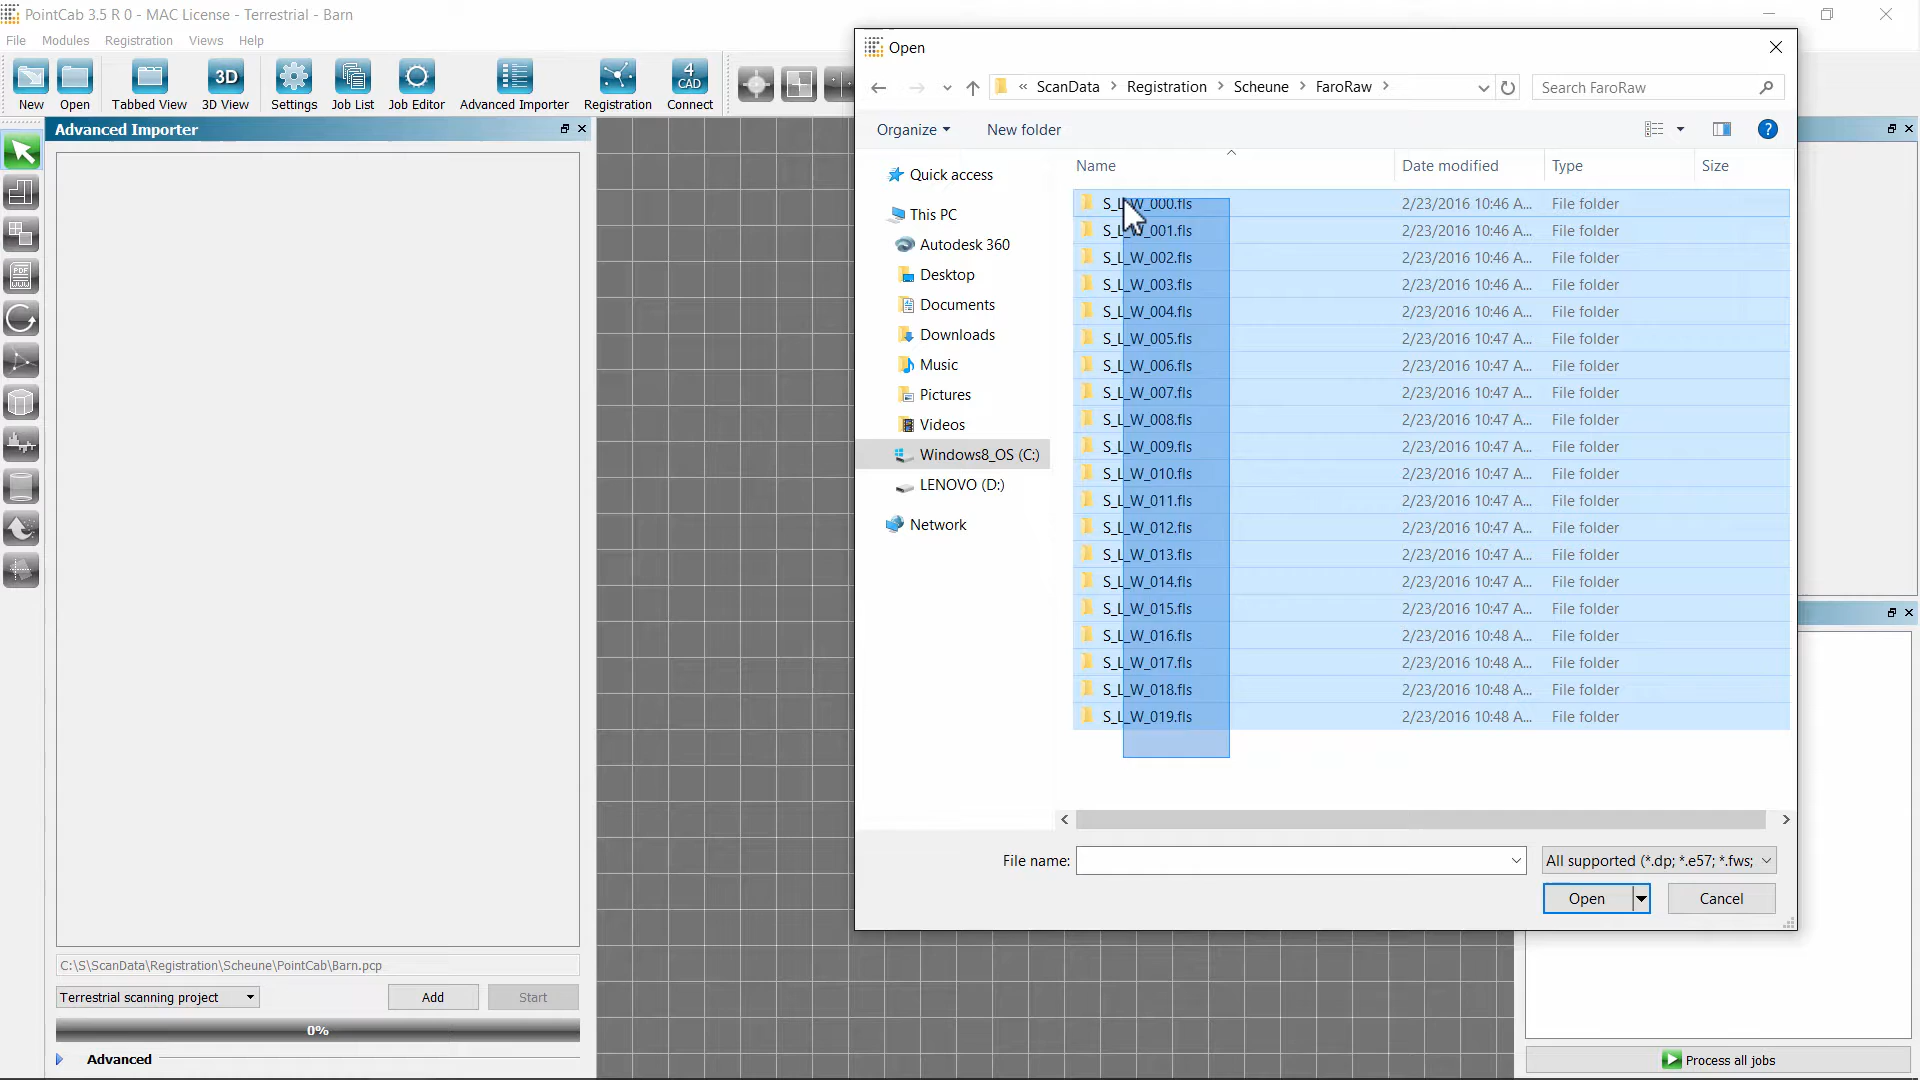 PointCab 3.5 R 0 - MAC License - Terrestrial - Barn
File Modules Registration Views Help
New Open Tabbed View 3D 3D View Settings Job List Job Editor Advanced Importer Registration 4 CAD Connect
Advanced Importer
C:\S\ScanData\Registration\Scheune\PointCab\Barn.pcp
Terrestrial scanning project Add Start
0%
Advanced
PDF
Open
« ScanData > Registration > Scheune > FaroRaw > Search FaroRaw
Organize New folder ?
Quick access
This PC
Autodesk 360
Desktop
Documents
Downloads
Music
Pictures
Videos
Windows8_OS (C:)
LENOVO (D:)
Network
Name Date modified Type Size
S_L_W_000.fls 2/23/2016 10:46 A... File folder
S_L_W_001.fls 2/23/2016 10:46 A... File folder
S_L_W_002.fls 2/23/2016 10:46 A... File folder
S_L_W_003.fls 2/23/2016 10:46 A... File folder
S_L_W_004.fls 2/23/2016 10:46 A... File folder
S_L_W_005.fls 2/23/2016 10:47 A... File folder
S_L_W_006.fls 2/23/2016 10:47 A... File folder
S_L_W_007.fls 2/23/2016 10:47 A... File folder
S_L_W_008.fls 2/23/2016 10:47 A... File folder
S_L_W_009.fls 2/23/2016 10:47 A... File folder
S_L_W_010.fls 2/23/2016 10:47 A... File folder
S_L_W_011.fls 2/23/2016 10:47 A... File folder
S_L_W_012.fls 2/23/2016 10:47 A... File folder
S_L_W_013.fls 2/23/2016 10:47 A... File folder
S_L_W_014.fls 2/23/2016 10:47 A... File folder
S_L_W_015.fls 2/23/2016 10:47 A... File folder
S_L_W_016.fls 2/23/2016 10:48 A... File folder
S_L_W_017.fls 2/23/2016 10:48 A... File folder
S_L_W_018.fls 2/23/2016 10:48 A... File folder
S_L_W_019.fls 2/23/2016 10:48 A... File folder
File name: All supported (*.dp; *.e57; *.fws;
Open Cancel
Process all jobs